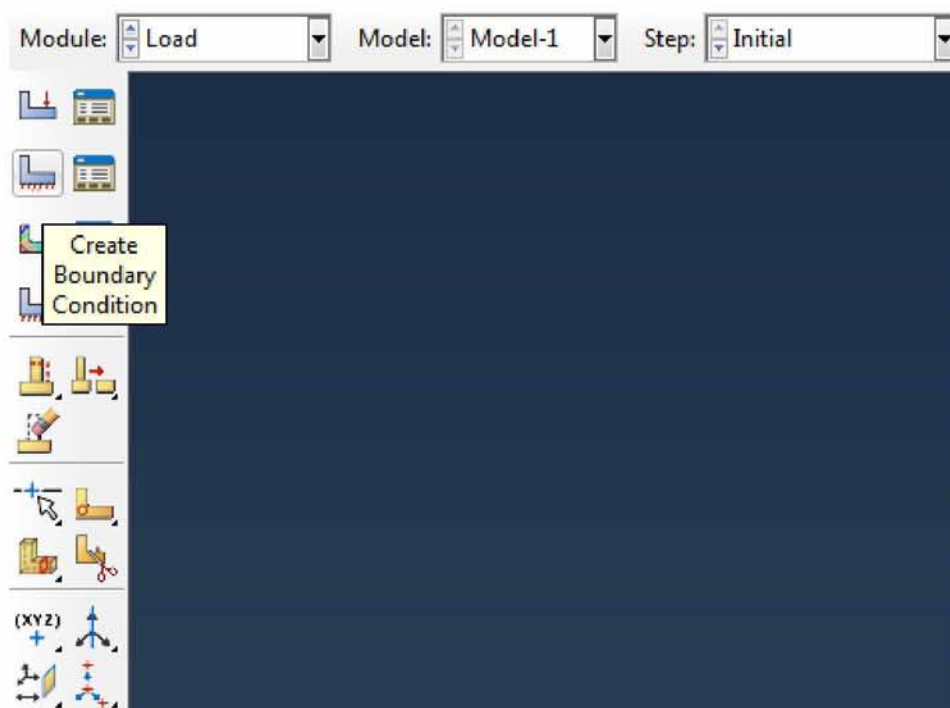 Module: Load Model: Model-1 Step: Initial
Create
Boundary
Condition
(XYZ)